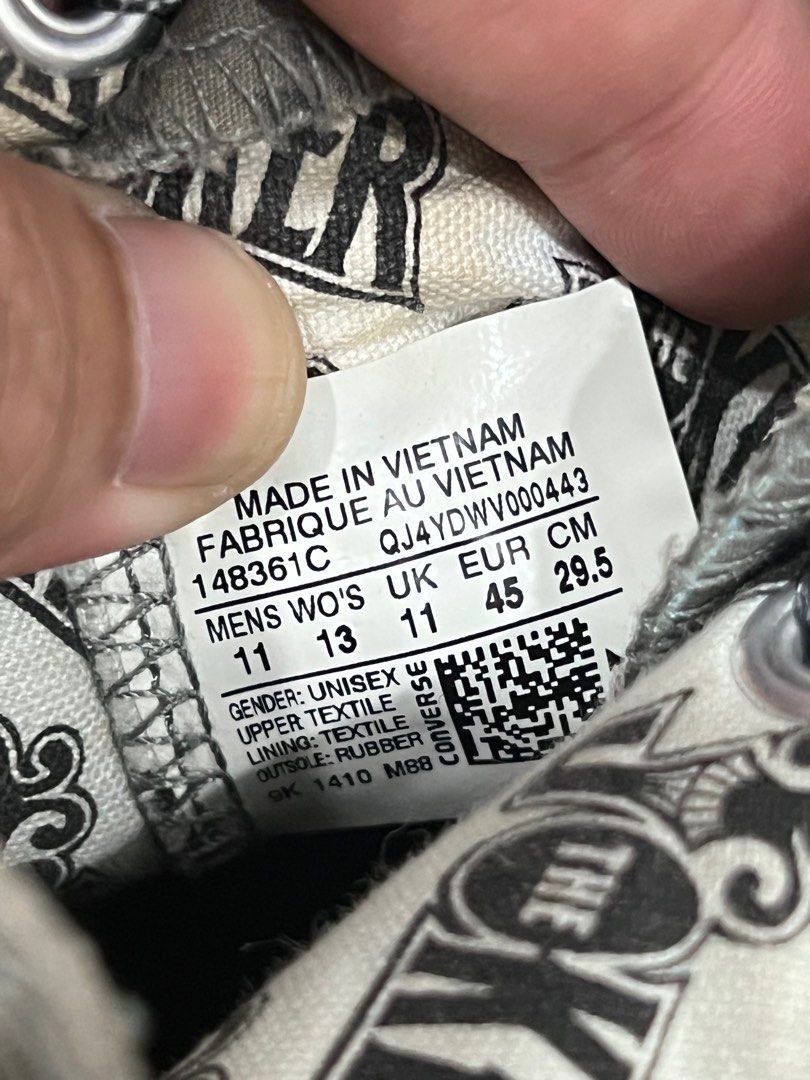 MADE IN VIETNAM
FABRIQUE AU VIETNAM
148361C QJ4YDWV000443
MENS WO'S UK EUR CM
11 13 11 45 29.5
GENDER: UNISEX
UPPER TEXTILE
LINING: TEXTILE
OUTSOLE: RUBBER
9K 1410 M88
CONVERSE
THE